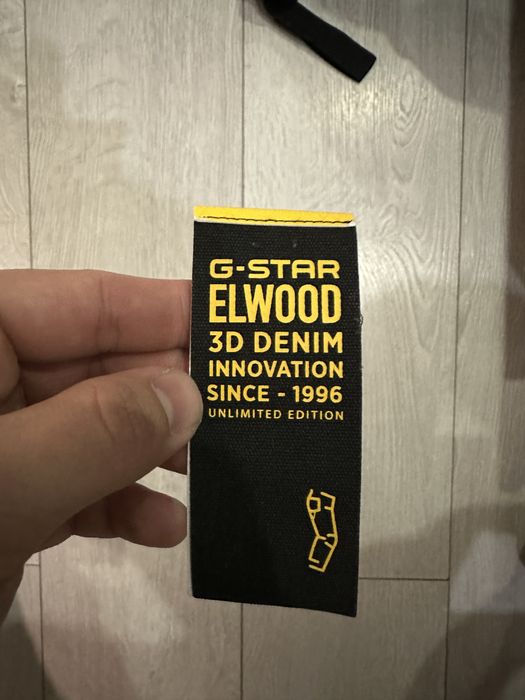 G-STAR
ELWOOD
3D DENIM
INNOVATION
SINCE - 1996
UNLIMITED EDITION